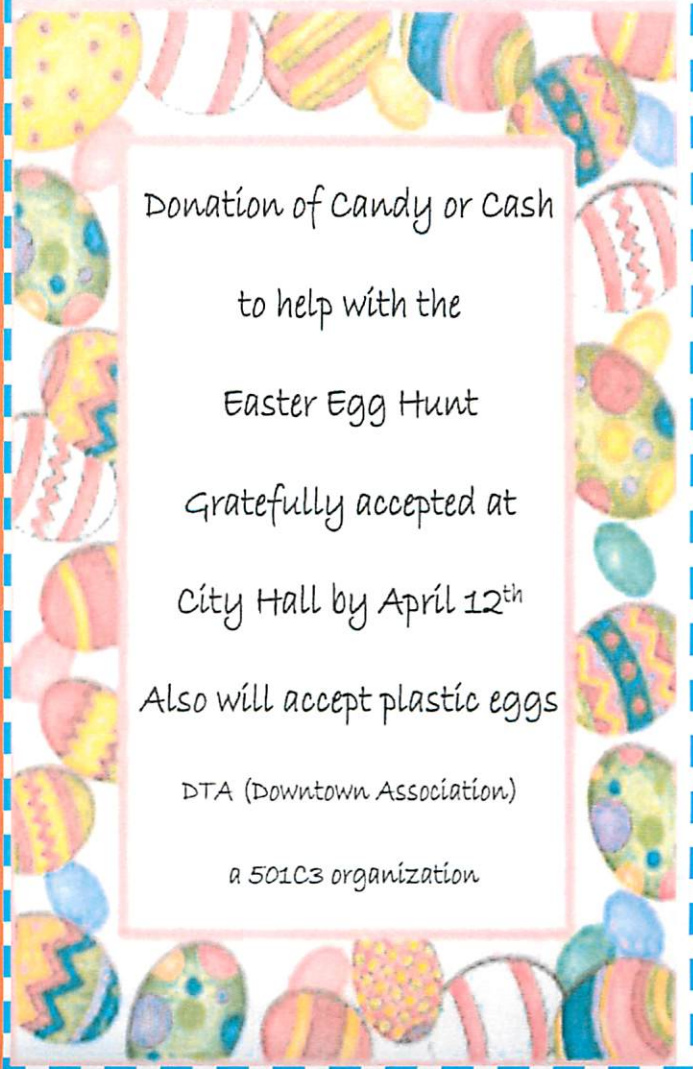 Donation of Candy or Cash
to help with the
Easter Egg Hunt
Gratefully accepted at
City Hall by April 12th
Also will accept plastic eggs
DTA (Downtown Association)
a 501C3 organization